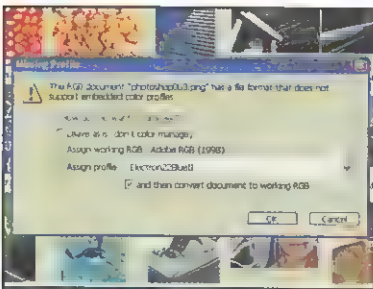 Missing Profile
The RGB document "photoshop0u3.png" has a file format that does not
support embedded color profiles
Leave as is (don't color manage)
Assign working RGB: Adobe RGB (1998)
Assign profile: Electron22Blue
and then convert document to working RGB
OK Cancel